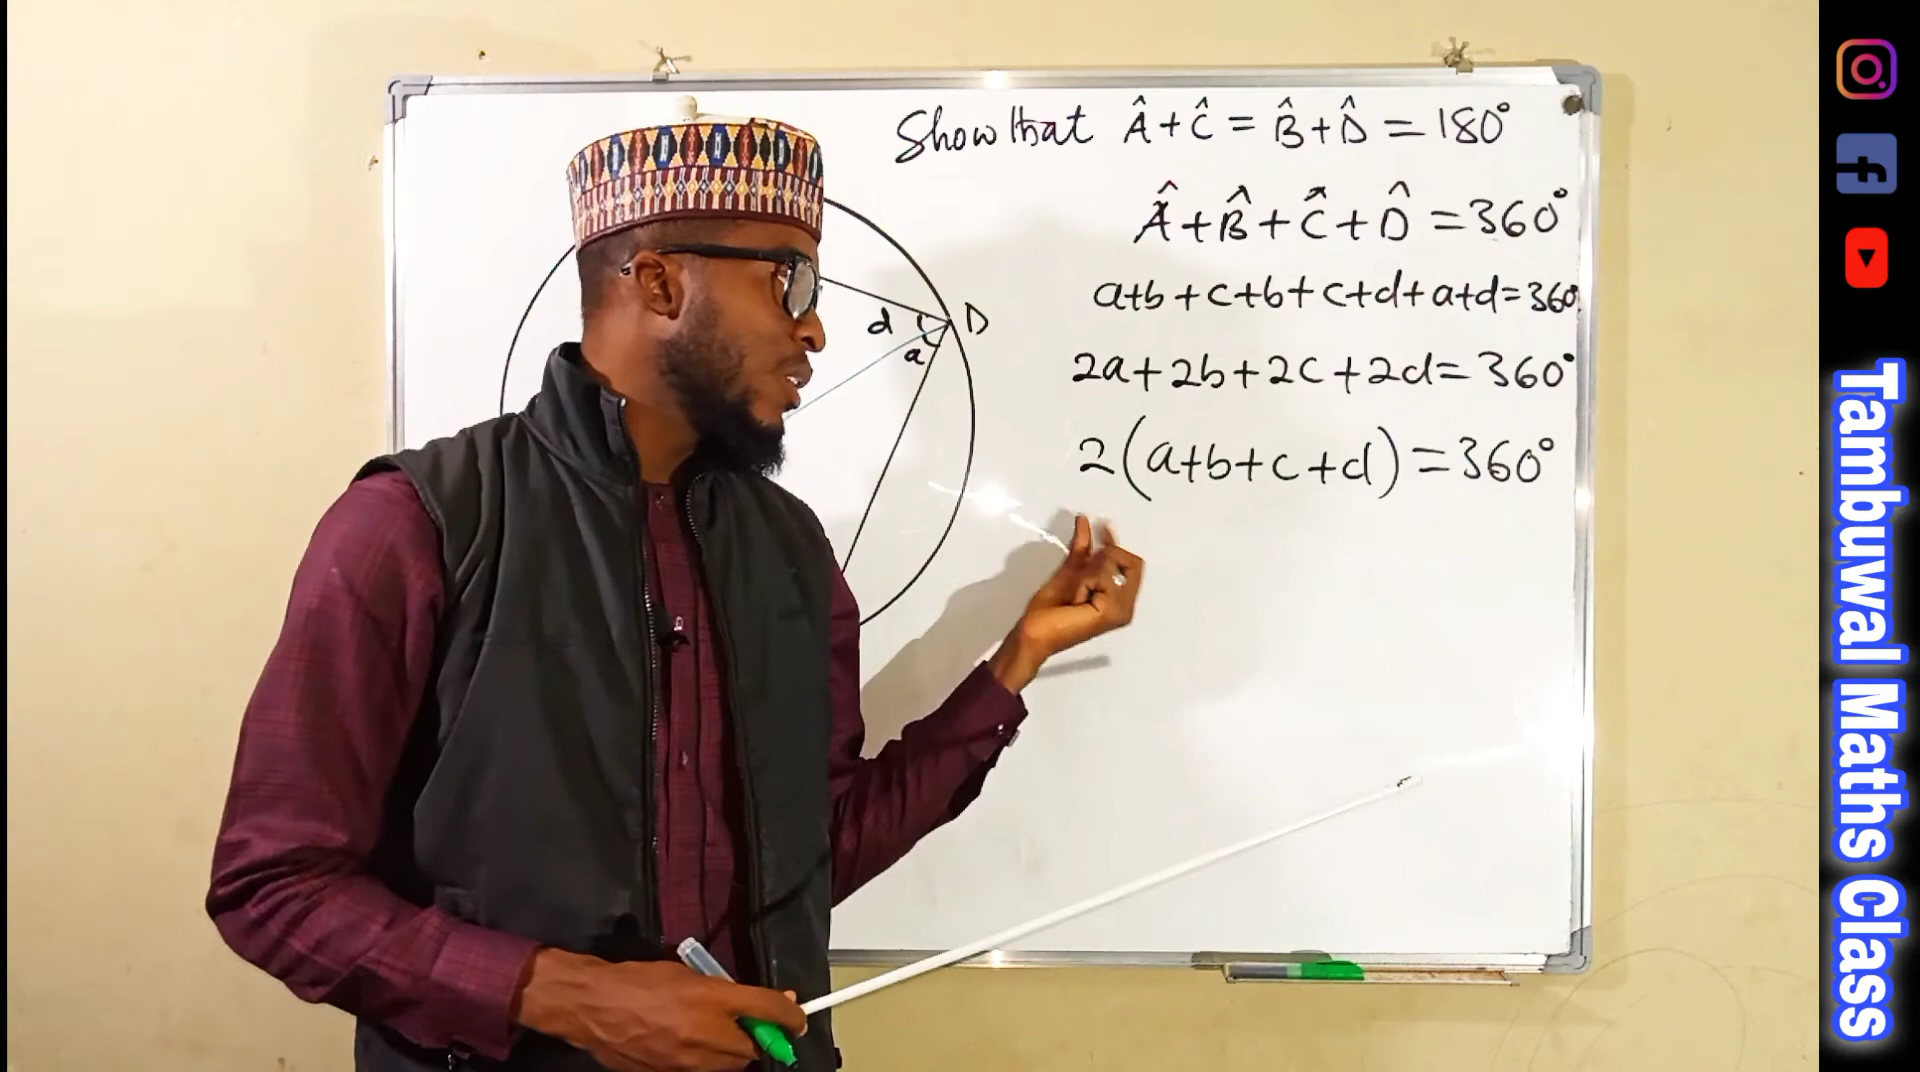 Show that Â+Ĉ = B̂+D̂ = 180°
Â+B̂+Ĉ+D̂ = 360°
a+b+c+b+c+d+a+d=360°
2a+2b+2c+2d=360°
2(a+b+c+d)=360°
d
D
a
Tambuwal Maths Class